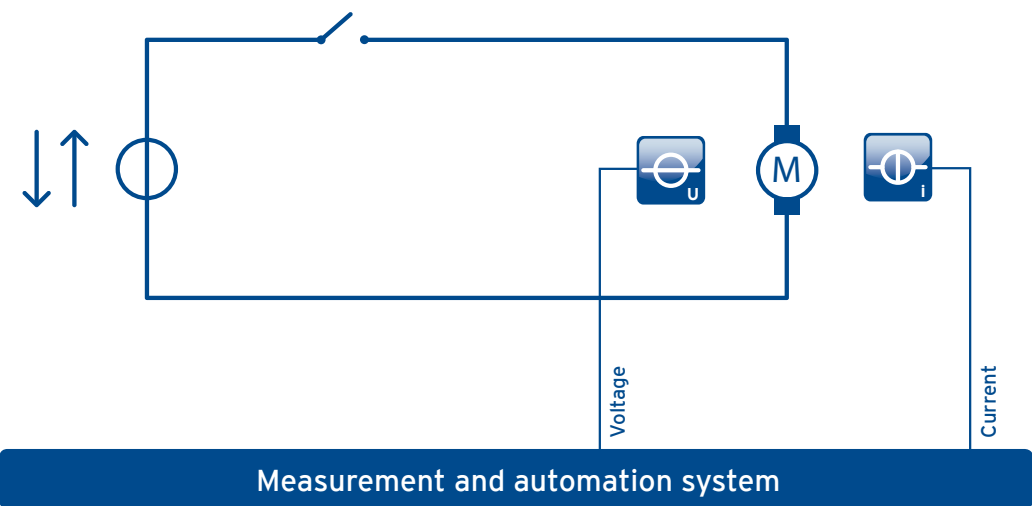 M
U
i
Voltage
Current
Measurement and automation system